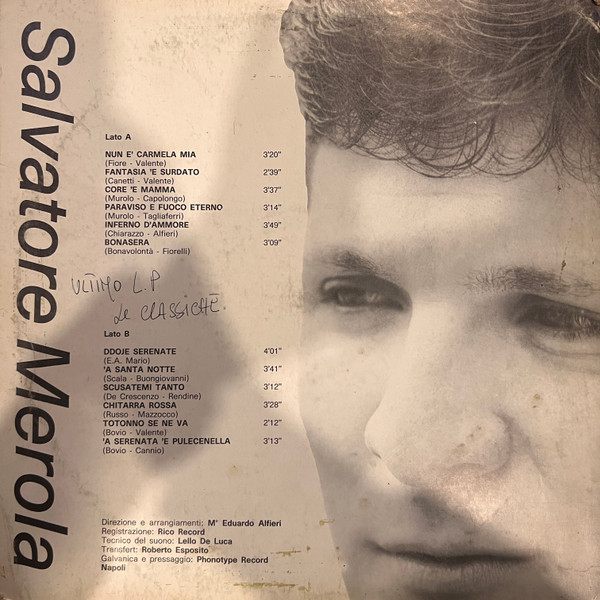 Salvatore Merola
Lato A
NUN E' CARMELA MIA 3'20"
(Fiore - Valente)
FANTASIA 'E SURDATO 2'39"
(Canetti - Valente)
CORE 'E MAMMA 3'37"
(Murolo - Capolongo)
PARAVISO E FUOCO ETERNO 3'14"
(Murolo - Tagliaferri)
INFERNO D'AMMORE 3'49"
(Chiarazzo - Alfieri)
BONASERA 3'09"
(Bonavolontà - Fiorelli)
ULTIMO L.P
LE CLASSICHE.
Lato B
DDOJE SERENATE 4'01"
(E.A. Mario)
'A SANTA NOTTE 3'41"
(Scala - Buongiovanni)
SCUSATEMI TANTO 3'12"
(De Crescenzo - Rendine)
CHITARRA ROSSA 3'28"
(Russo - Mazzocco)
TOTONNO SE NE VA 2'12"
(Bovio - Valente)
'A SERENATA 'E PULECENELLA 3'13"
(Bovio - Cannio)
Direzione e arrangiamenti: M° Eduardo Alfieri
Registrazione: Rico Record
Tecnico del suono: Lello De Luca
Transfert: Roberto Esposito
Galvanica e pressaggio: Phonotype Record
Napoli